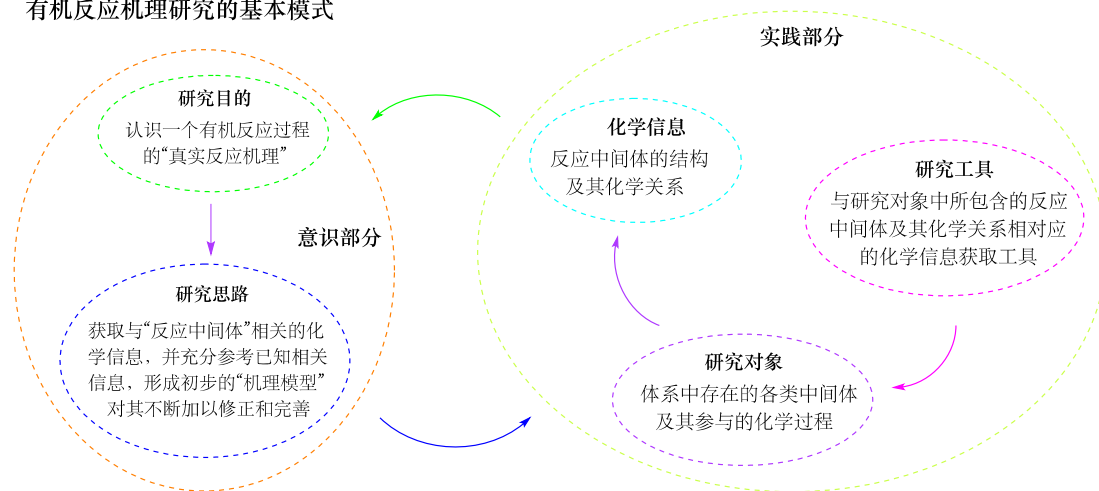 有机反应机理研究的基本模式
研究目的
认识一个有机反应过程
的“真实反应机理”
意识部分
研究思路
获取与“反应中间体”相关的化
学信息，并充分参考已知相关
信息，形成初步的“机理模型”
对其不断加以修正和完善
实践部分
化学信息
反应中间体的结构
及其化学关系
研究工具
与研究对象中所包含的反应
中间体及其化学关系相对应
的化学信息获取工具
研究对象
体系中存在的各类中间体
及其参与的化学过程